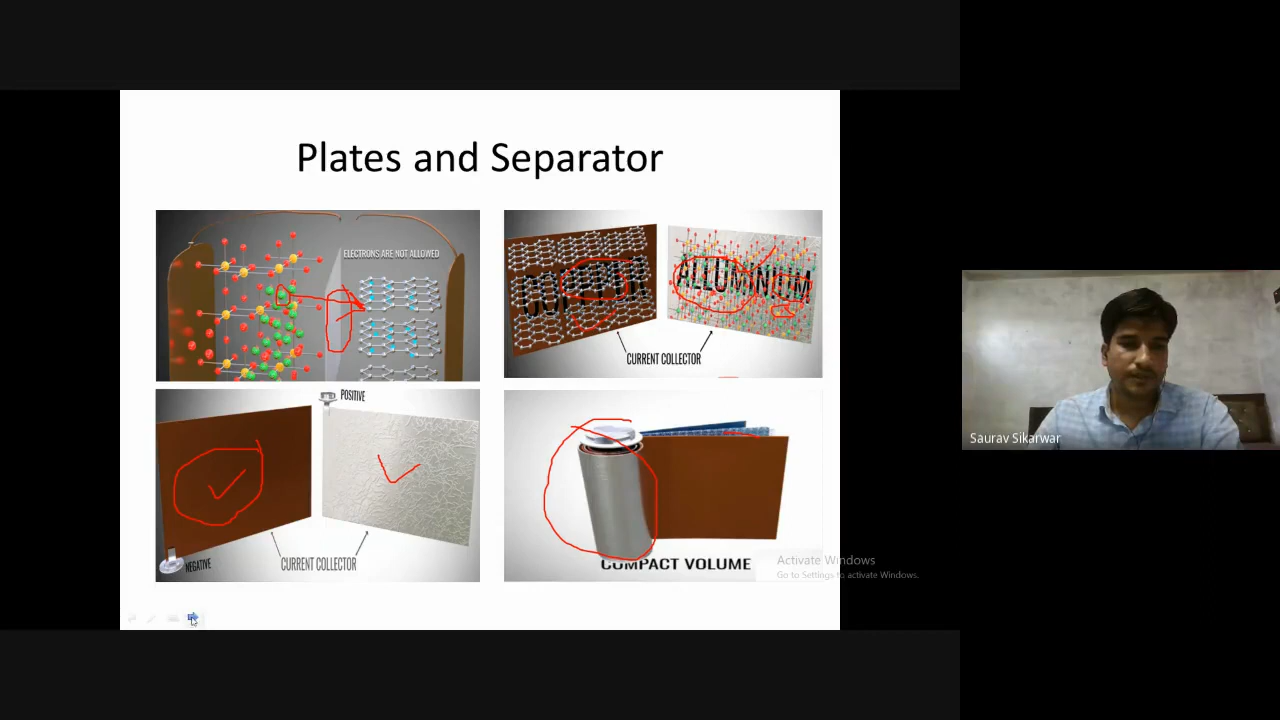 Plates and Separator
ELECTRONS ARE NOT ALLOWED
COPPER
ALLUMINIUM
CURRENT COLLECTOR
POSITIVE
NEGATIVE
CURRENT COLLECTOR
COMPACT VOLUME
Activate Windows
Go to Settings to activate Windows.
Saurav Sikarwar